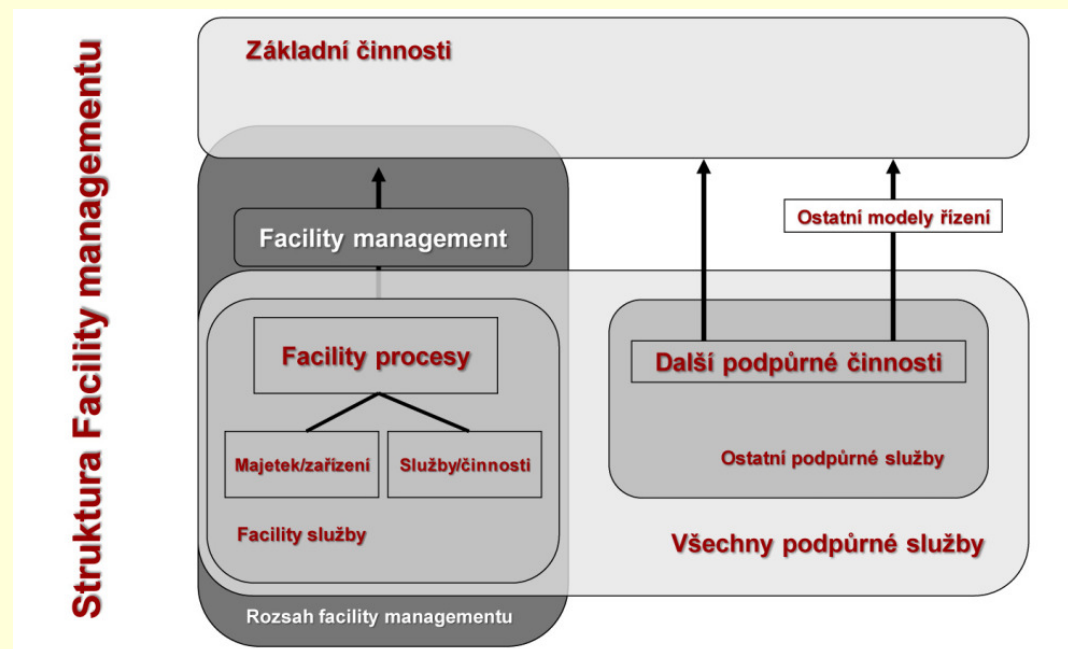 Struktura Facility managementu
Základní činnosti
Ostatní modely řízení
Facility management
Facility procesy
Další podpůrné činnosti
Majetek/zařízení
Služby/činnosti
Ostatní podpůrné služby
Facility služby
Všechny podpůrné služby
Rozsah facility managementu